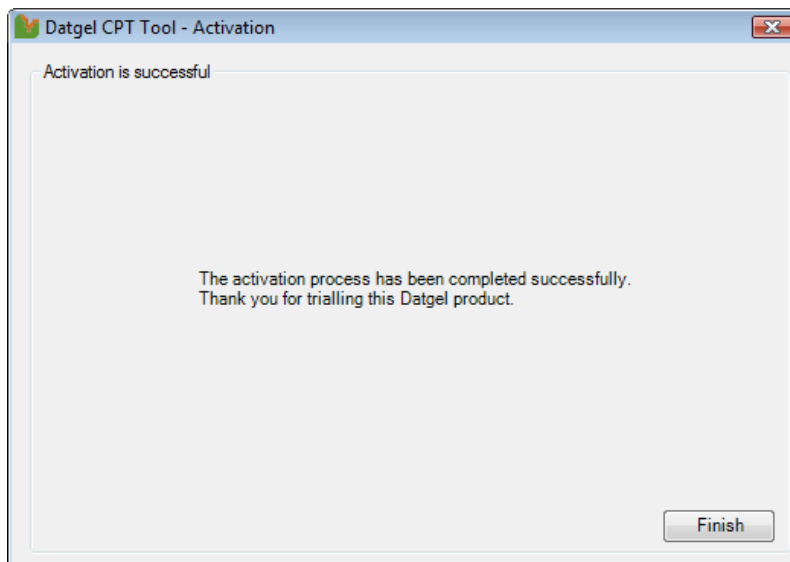 Datgel CPT Tool - Activation
Activation is successful
The activation process has been completed successfully.
Thank you for trialling this Datgel product.
Finish